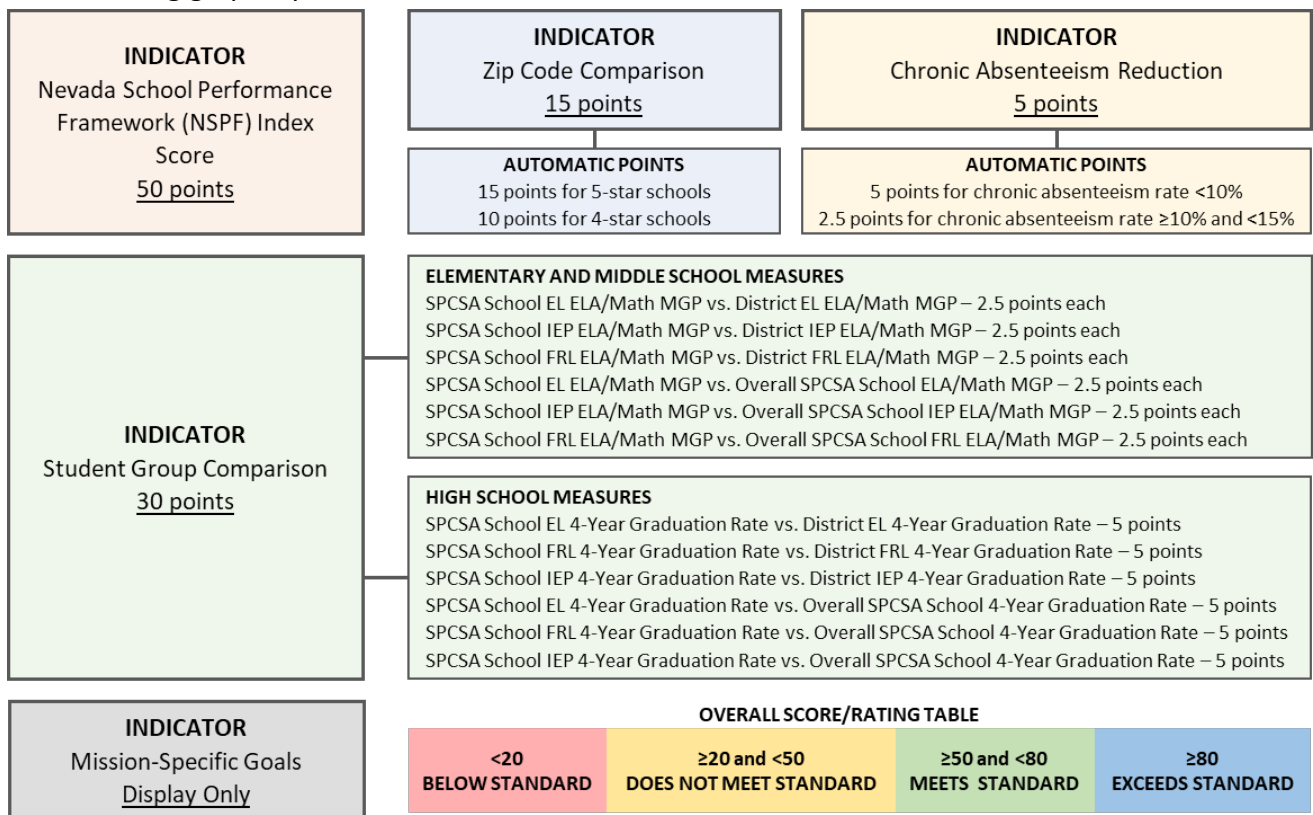 INDICATOR
Nevada School Performance
Framework (NSPF) Index
Score
50 points
INDICATOR
Zip Code Comparison
15 points
AUTOMATIC POINTS
15 points for 5-star schools
10 points for 4-star schools
INDICATOR
Chronic Absenteeism Reduction
5 points
AUTOMATIC POINTS
5 points for chronic absenteeism rate <10%
2.5 points for chronic absenteeism rate ≥10% and <15%
INDICATOR
Student Group Comparison
30 points
ELEMENTARY AND MIDDLE SCHOOL MEASURES
SPCSA School EL ELA/Math MGP vs. District EL ELA/Math MGP – 2.5 points each
SPCSA School IEP ELA/Math MGP vs. District IEP ELA/Math MGP – 2.5 points each
SPCSA School FRL ELA/Math MGP vs. District FRL ELA/Math MGP – 2.5 points each
SPCSA School EL ELA/Math MGP vs. Overall SPCSA School ELA/Math MGP – 2.5 points each
SPCSA School IEP ELA/Math MGP vs. Overall SPCSA School IEP ELA/Math MGP – 2.5 points each
SPCSA School FRL ELA/Math MGP vs. Overall SPCSA School FRL ELA/Math MGP – 2.5 points each
HIGH SCHOOL MEASURES
SPCSA School EL 4-Year Graduation Rate vs. District EL 4-Year Graduation Rate – 5 points
SPCSA School FRL 4-Year Graduation Rate vs. District FRL 4-Year Graduation Rate – 5 points
SPCSA School IEP 4-Year Graduation Rate vs. District IEP 4-Year Graduation Rate – 5 points
SPCSA School EL 4-Year Graduation Rate vs. Overall SPCSA School 4-Year Graduation Rate – 5 points
SPCSA School FRL 4-Year Graduation Rate vs. Overall SPCSA School 4-Year Graduation Rate – 5 points
SPCSA School IEP 4-Year Graduation Rate vs. Overall SPCSA School 4-Year Graduation Rate – 5 points
INDICATOR
Mission-Specific Goals
Display Only
OVERALL SCORE/RATING TABLE
<20
BELOW STANDARD
≥20 and <50
DOES NOT MEET STANDARD
≥50 and <80
MEETS STANDARD
≥80
EXCEEDS STANDARD